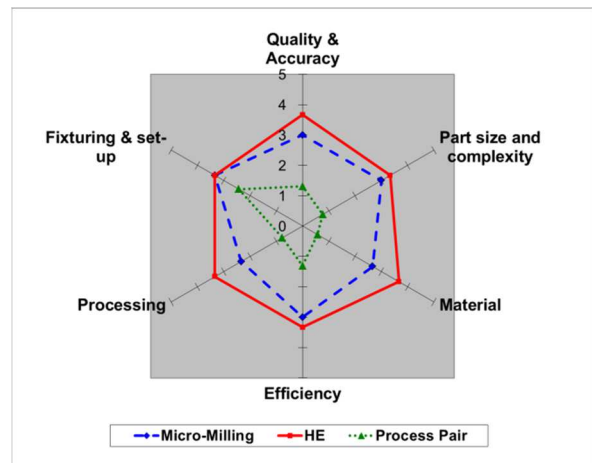 Quality &
Accuracy
5
4
Fixturing & set-
up
3
Part size and
complexity
2
1
0
Processing
Material
Efficiency
Micro-Milling HE Process Pair